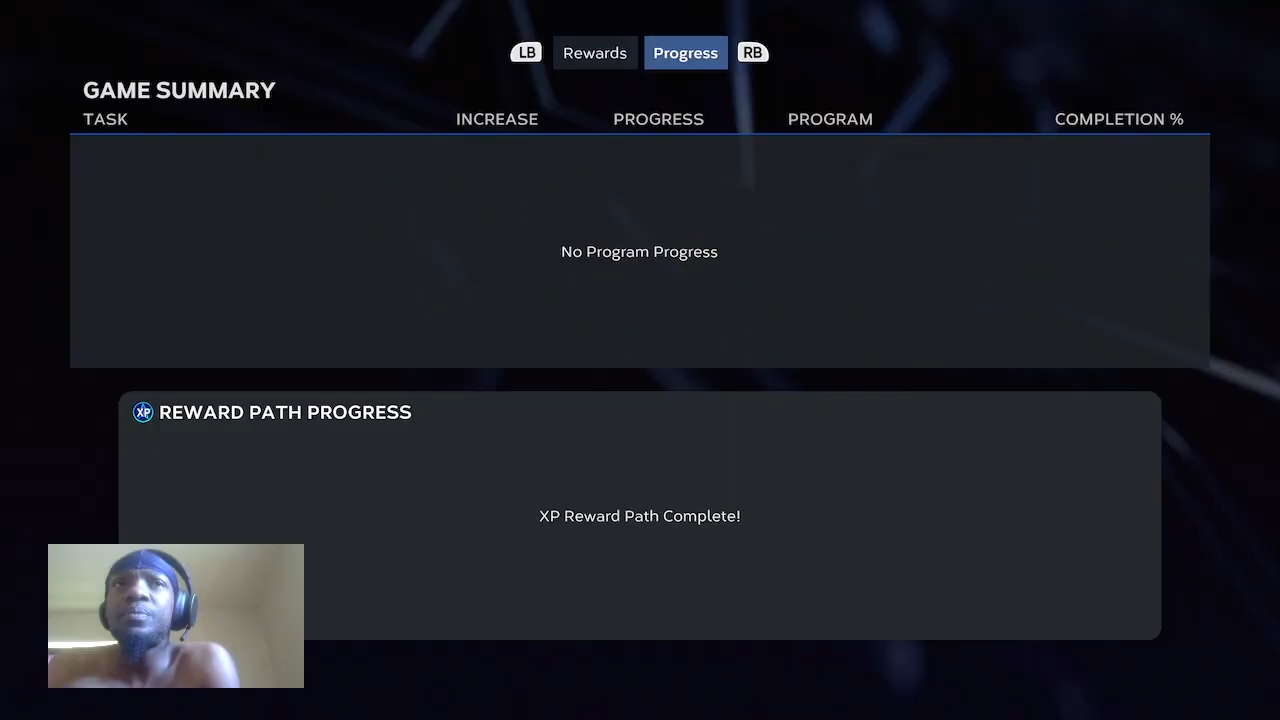 LB Rewards Progress RB
GAME SUMMARY
TASK INCREASE PROGRESS PROGRAM COMPLETION %
No Program Progress
XP REWARD PATH PROGRESS
XP Reward Path Complete!